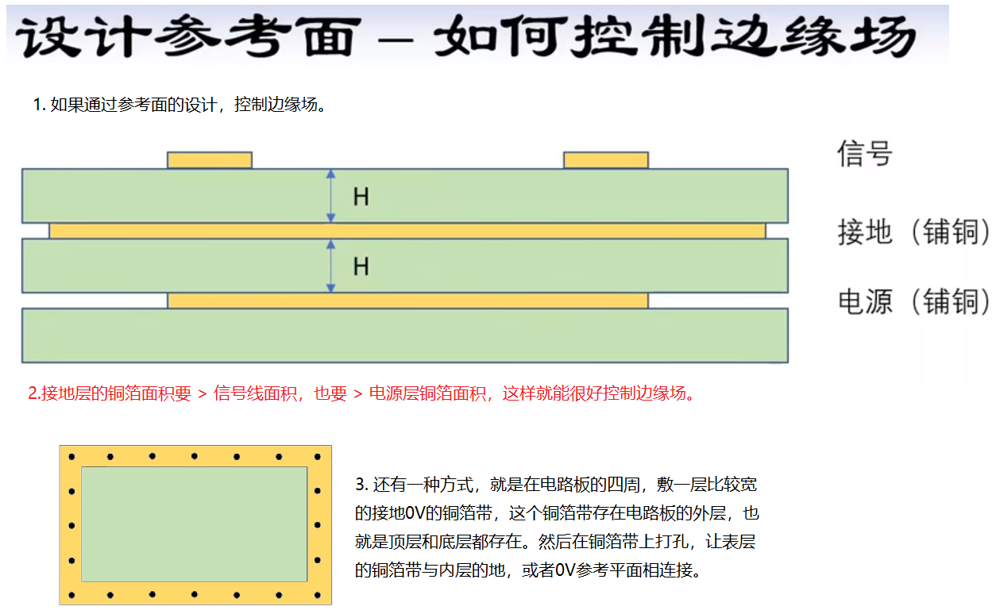 设计参考面 – 如何控制边缘场
1. 如果通过参考面的设计，控制边缘场。
信号
H
接地（铺铜）
H
电源（铺铜）
2.接地层的铜箔面积要 > 信号线面积，也要 > 电源层铜箔面积，这样就能很好控制边缘场。
3. 还有一种方式，就是在电路板的四周，敷一层比较宽
的接地0V的铜箔带，这个铜箔带存在电路板的外层，也
就是顶层和底层都存在。然后在铜箔带上打孔，让表层
的铜箔带与内层的地，或者0V参考平面相连接。